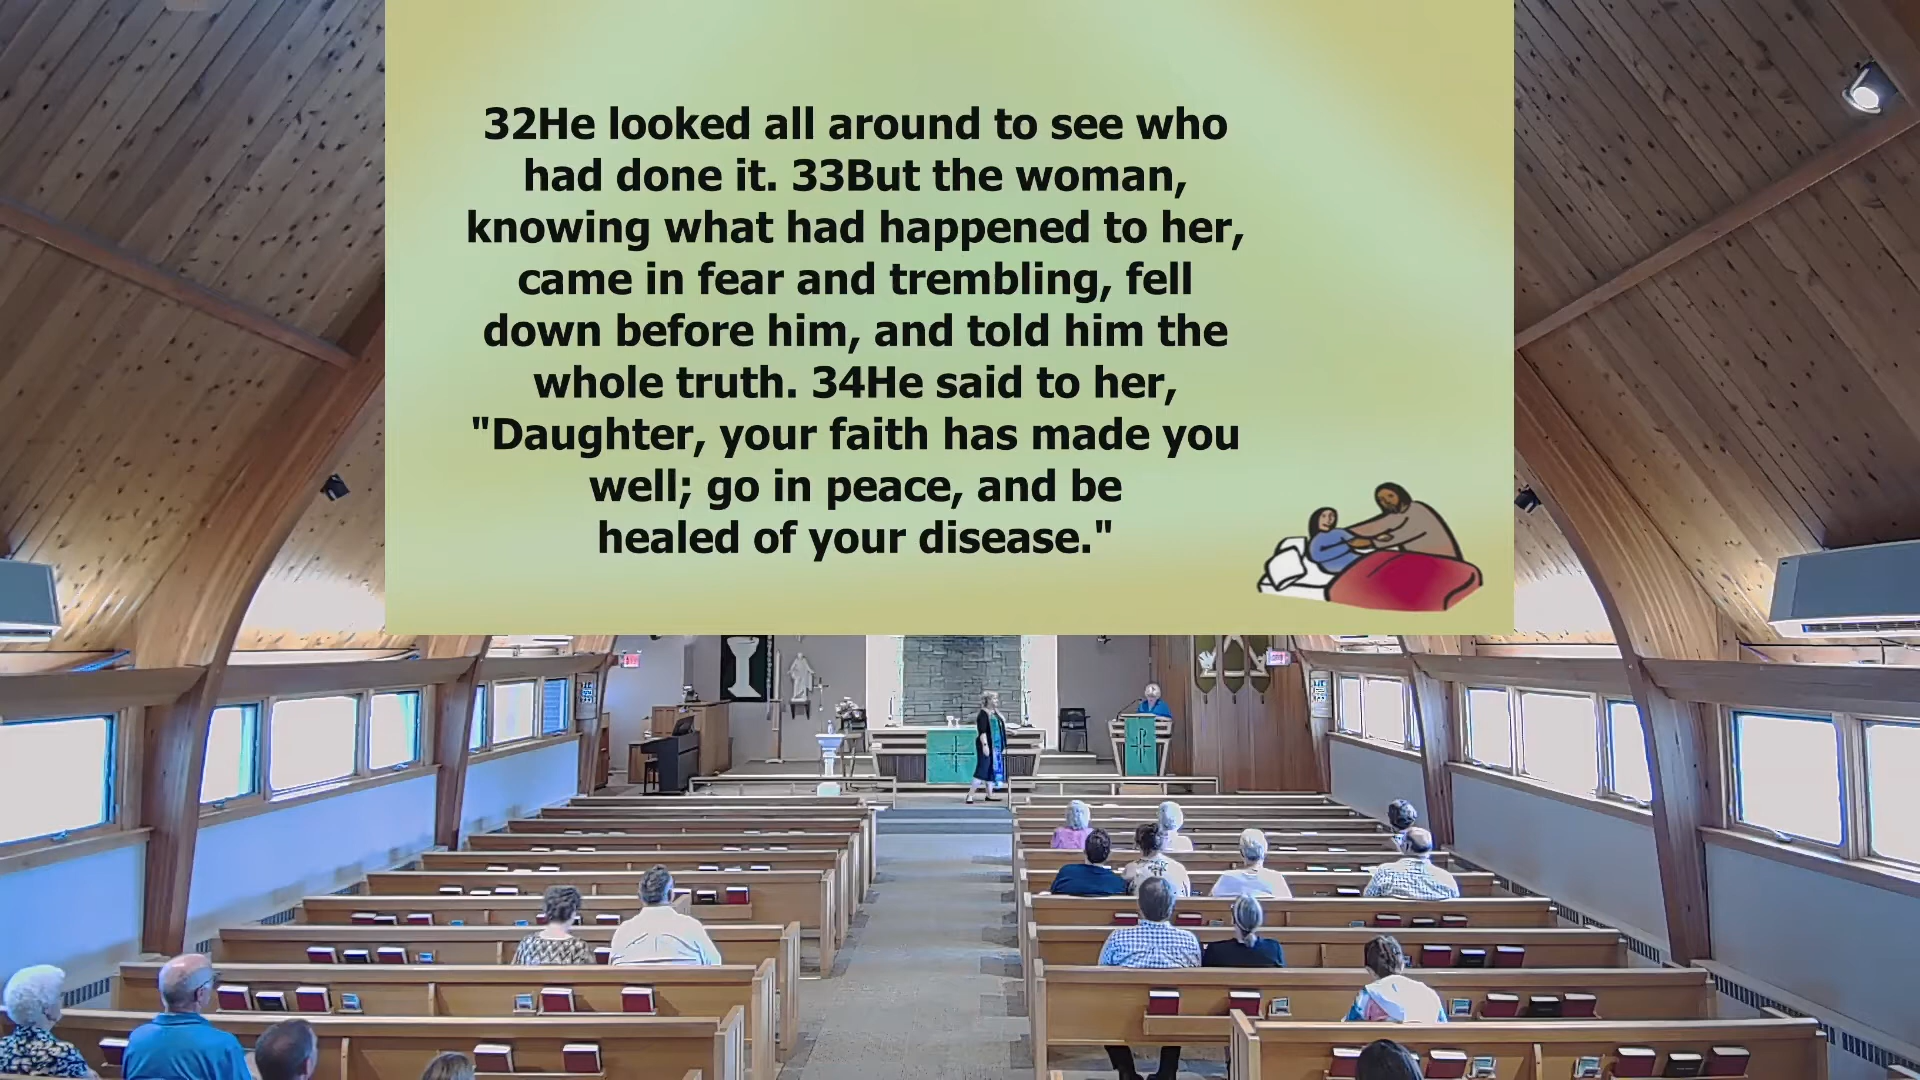 32He looked all around to see who
had done it. 33But the woman,
knowing what had happened to her,
came in fear and trembling, fell
down before him, and told him the
whole truth. 34He said to her,
"Daughter, your faith has made you
well; go in peace, and be
healed of your disease."